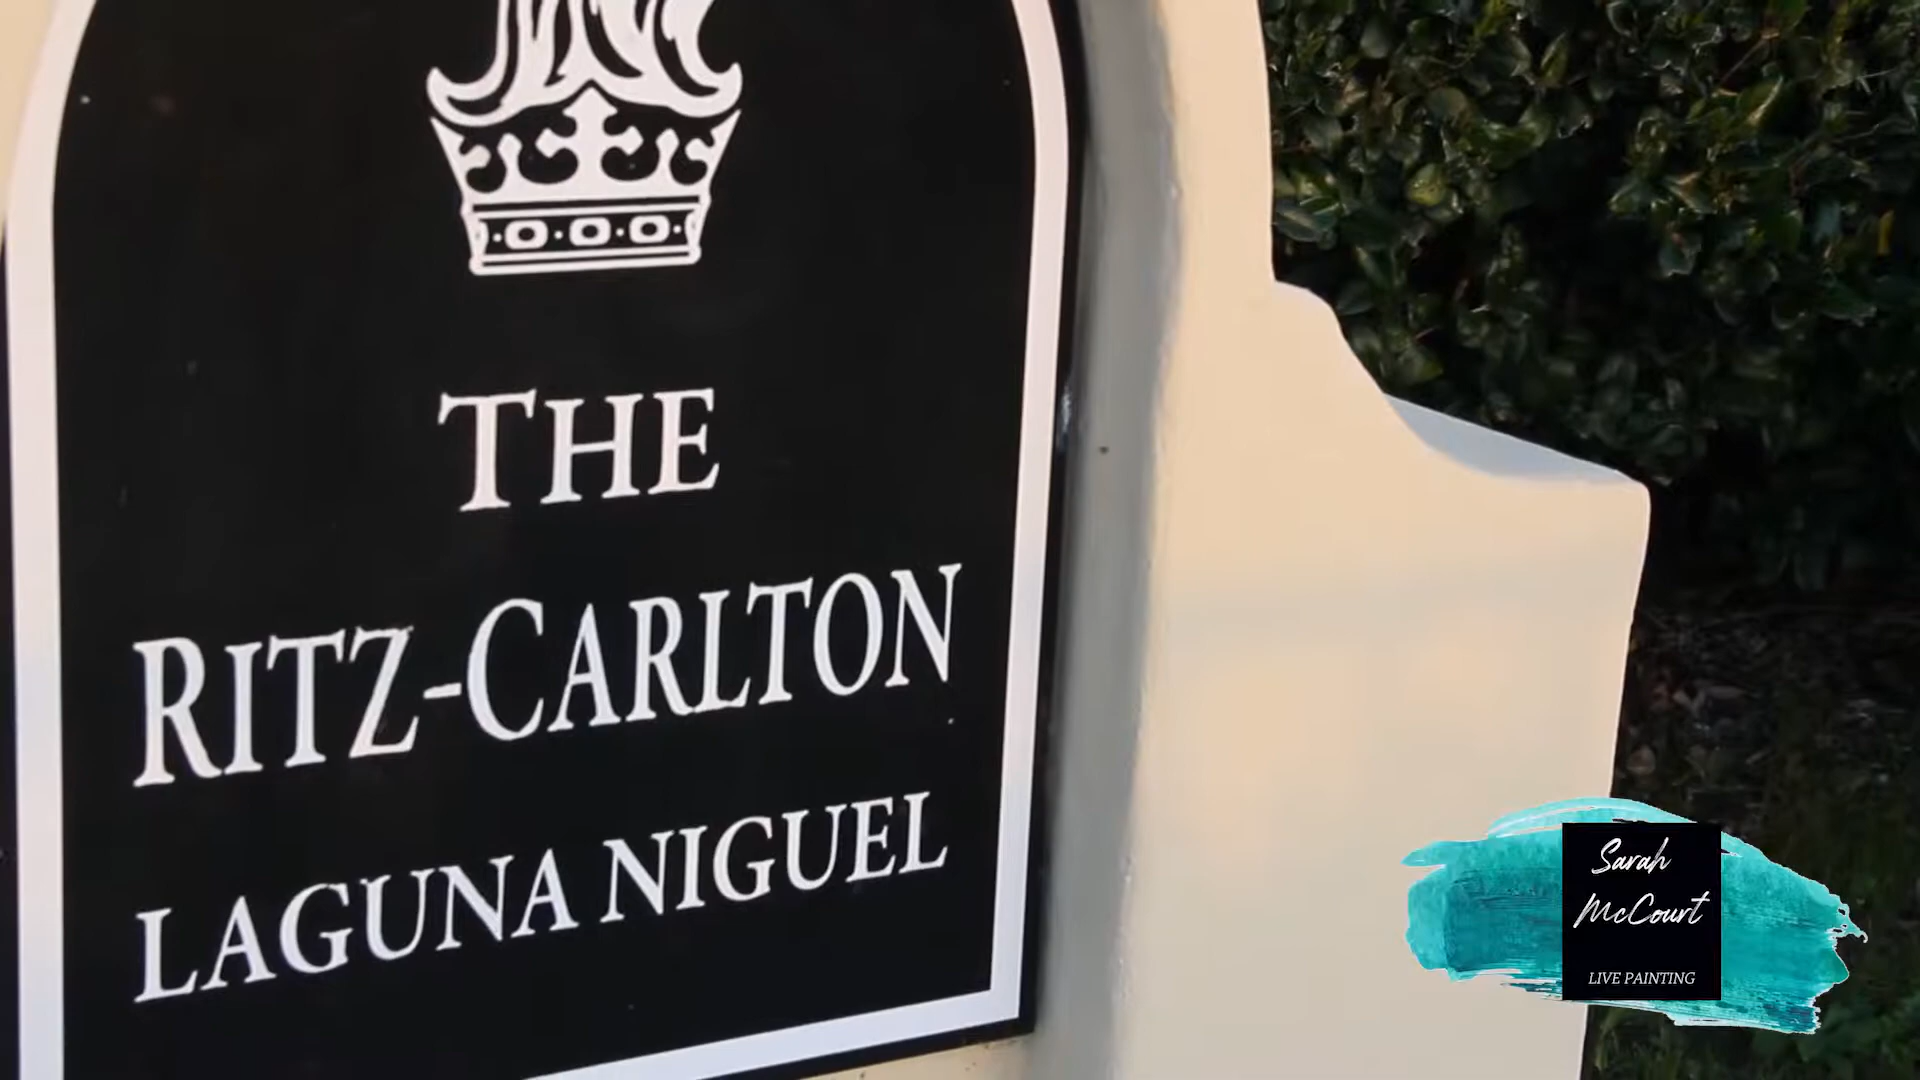 THE
RITZ-CARLTON
LAGUNA NIGUEL
Sarah
McCourt
LIVE PAINTING